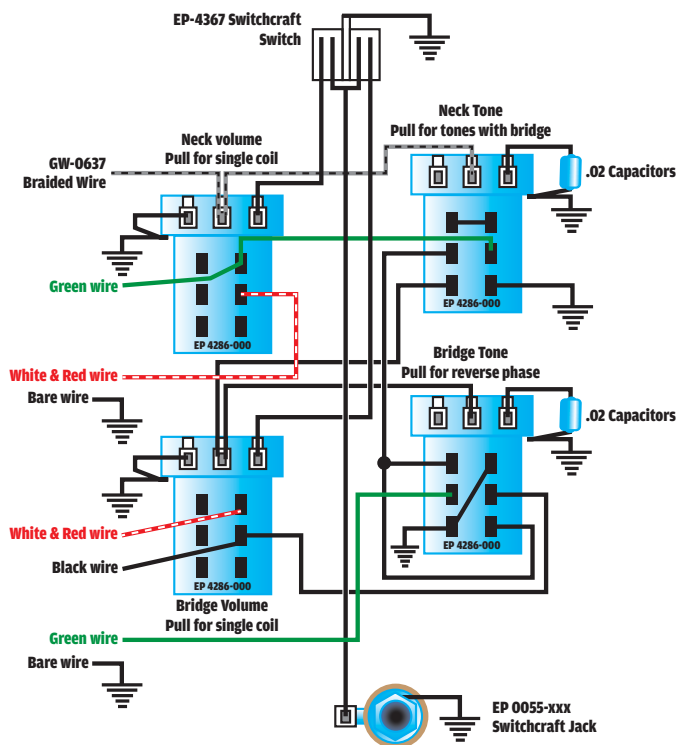 EP-4367 Switchcraft
Switch
Neck Tone
Pull for tones with bridge
Neck volume
Pull for single coil
GW-0637
Braided Wire
.02 Capacitors
Green wire
EP 4286-000
EP 4286-000
White & Red wire
Bare wire
Bridge Tone
Pull for reverse phase
.02 Capacitors
White & Red wire
Black wire
EP 4286-000
EP 4286-000
Bridge Volume
Pull for single coil
Green wire
Bare wire
EP 0055-xxx
Switchcraft Jack